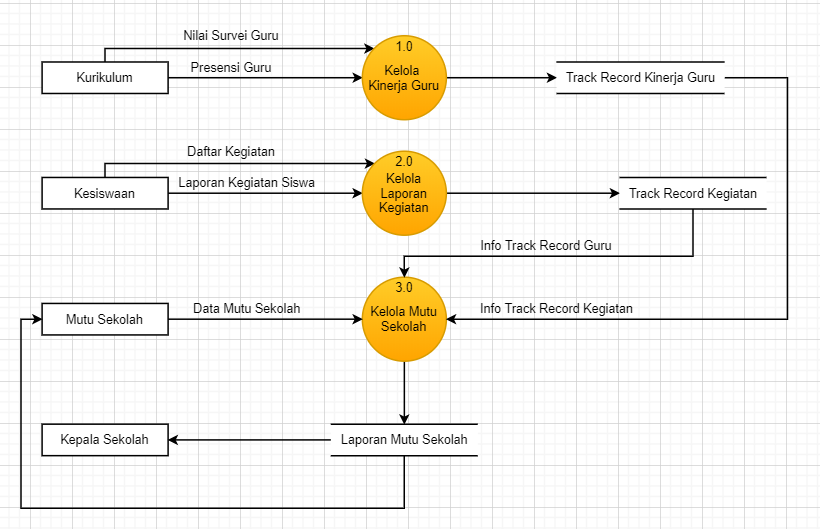 Nilai Survei Guru
1.0
Kurikulum
Presensi Guru
Kelola
Kinerja Guru
Track Record Kinerja Guru
Daftar Kegiatan
2.0
Kesiswaan
Laporan Kegiatan Siswa
Kelola
Laporan
Kegiatan
Track Record Kegiatan
Info Track Record Guru
3.0
Mutu Sekolah
Data Mutu Sekolah
Kelola Mutu
Sekolah
Info Track Record Kegiatan
Kepala Sekolah
Laporan Mutu Sekolah